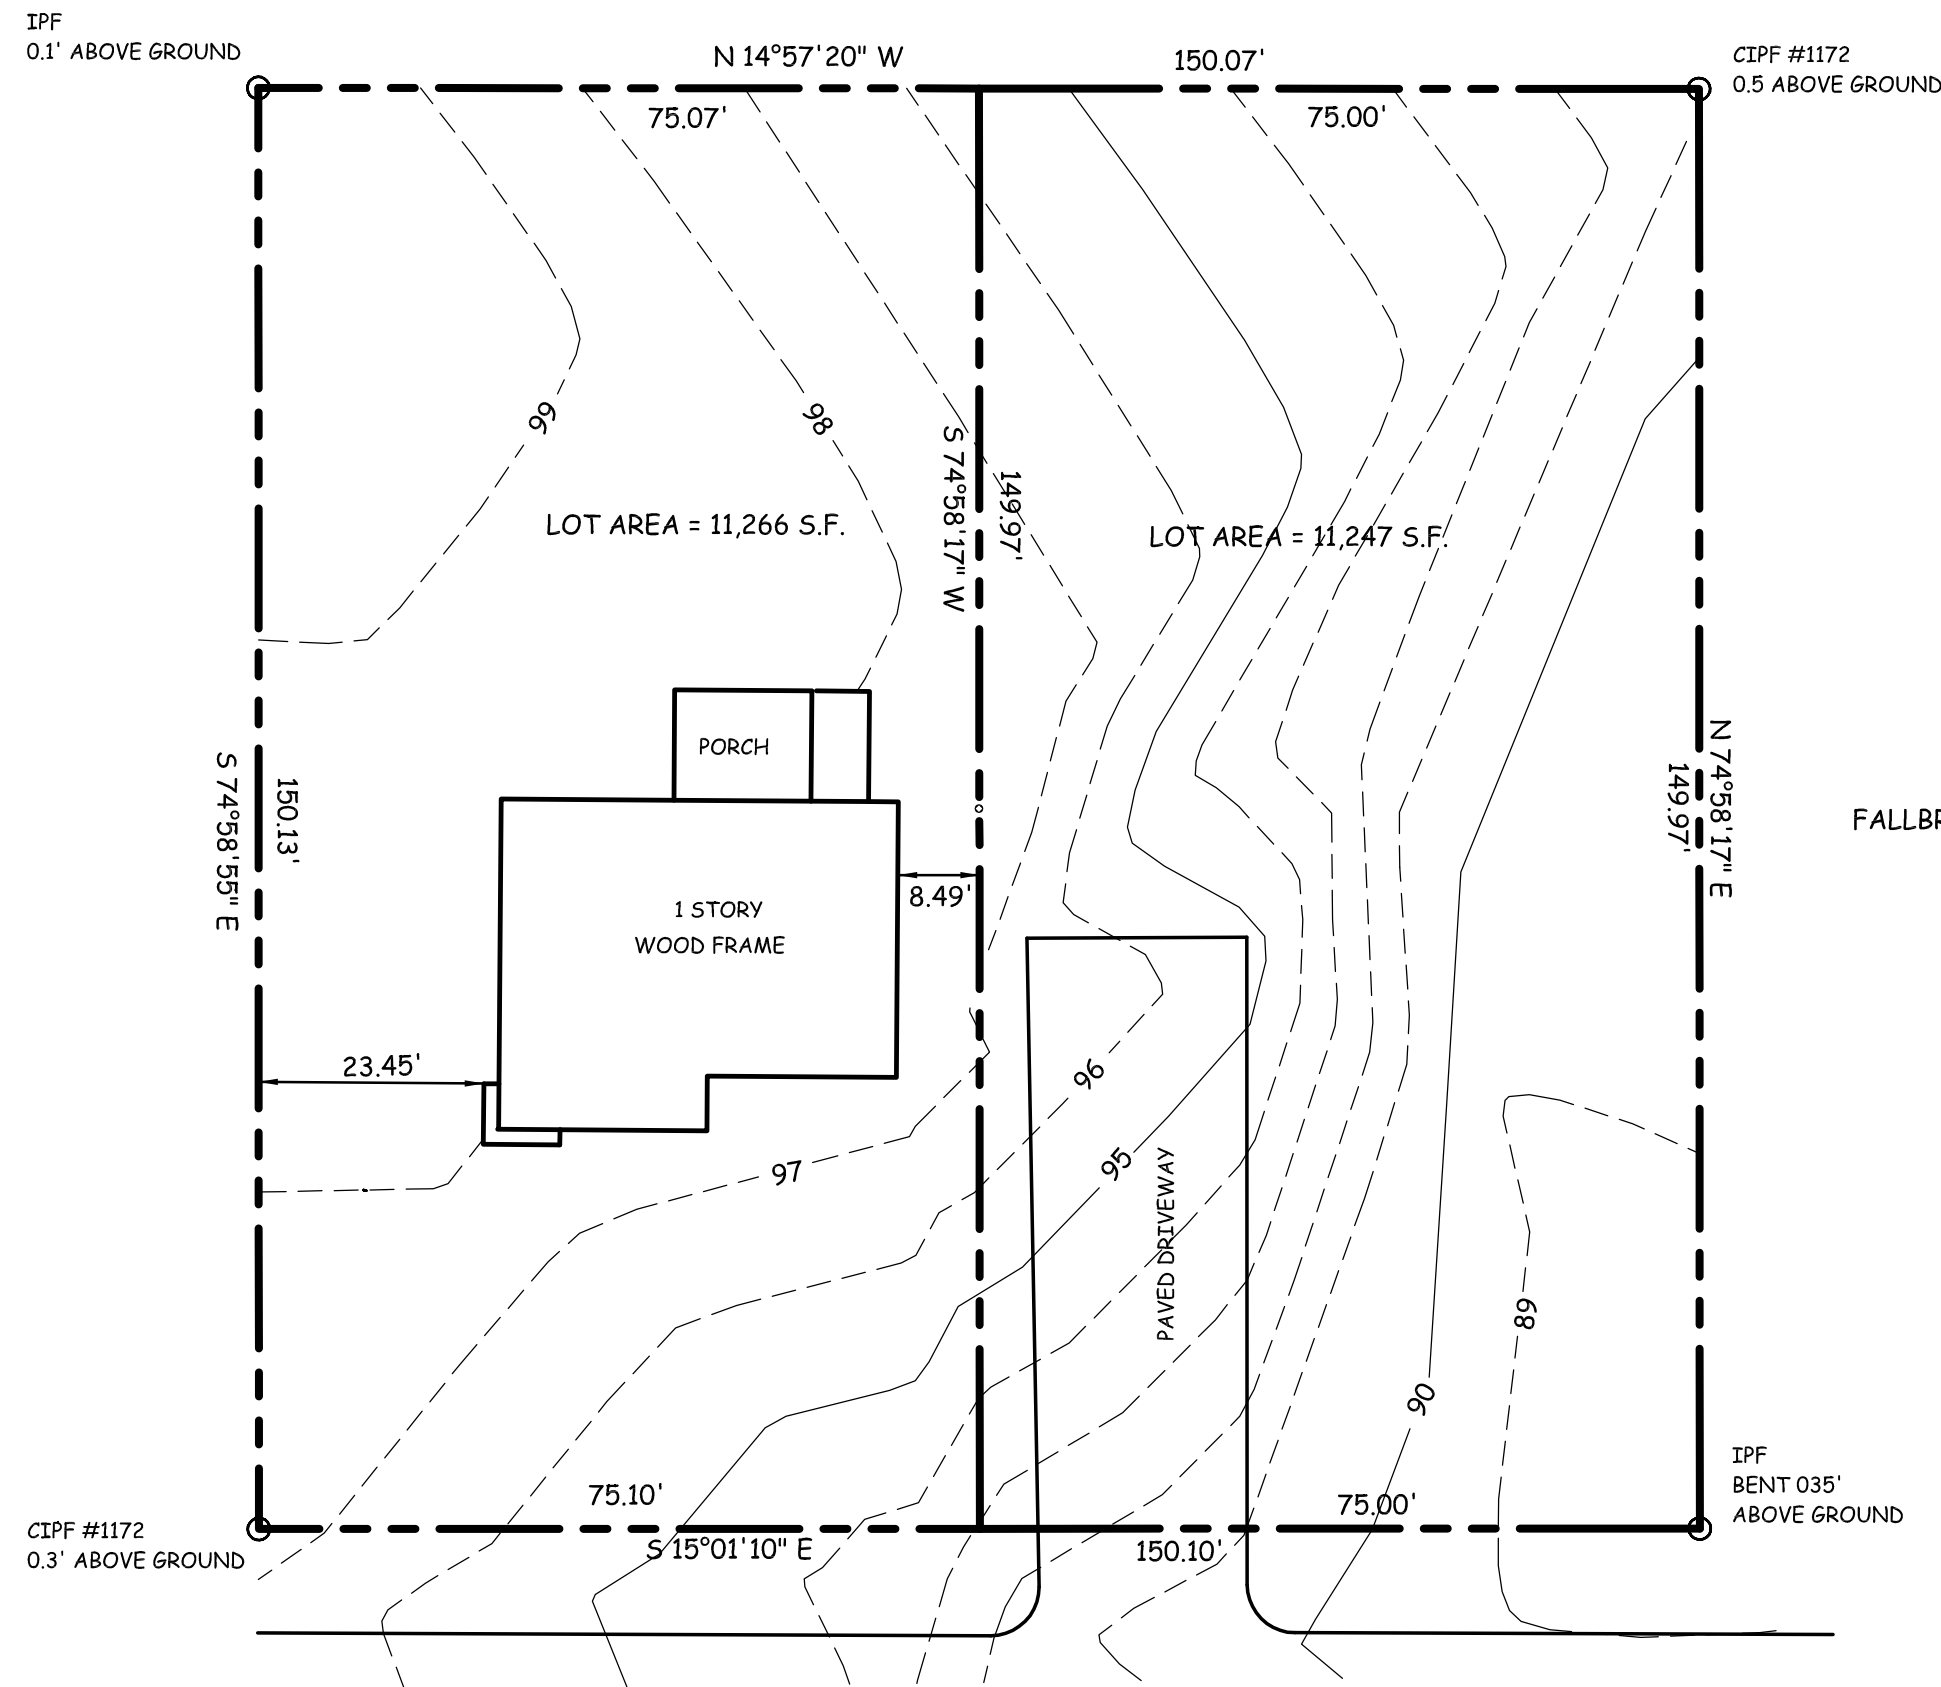 IPF
0.1' ABOVE GROUND
N 14°57'20" W
150.07'
CIPF #1172
0.5 ABOVE GROUND
75.07'
75.00'
99
98
S 74°58'17" W
149.97'
LOT AREA = 11,266 S.F.
LOT AREA = 11,247 S.F.
PORCH
S 74°58'55" E
150.13'
N 74°58'17" E
149.97'
FALLBR
1 STORY
WOOD FRAME
8.49'
23.45'
96
97
95
PAVED DRIVEWAY
89
90
75.10'
75.00'
IPF
BENT 035'
ABOVE GROUND
CIPF #1172
0.3' ABOVE GROUND
S 15°01'10" E
150.10'